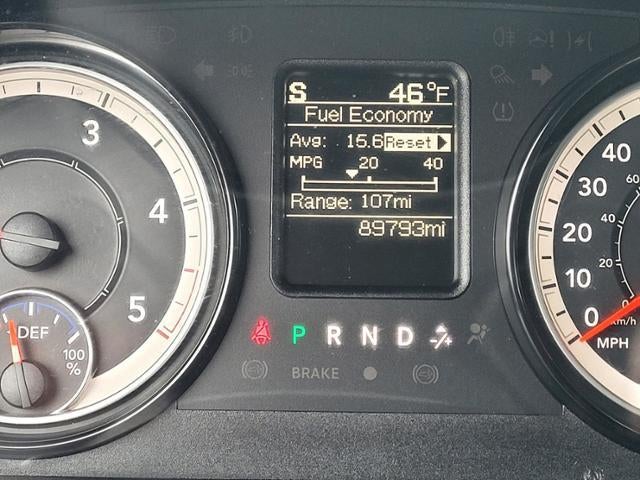 S 46°F
Fuel Economy
Avg: 15.6 Reset
MPG 20 40
Range: 107mi
89793mi
3
4
5
DEF
100
%
P R N D
BRAKE
40
30
20
10
0
MPH
60
40
20
0
km/h